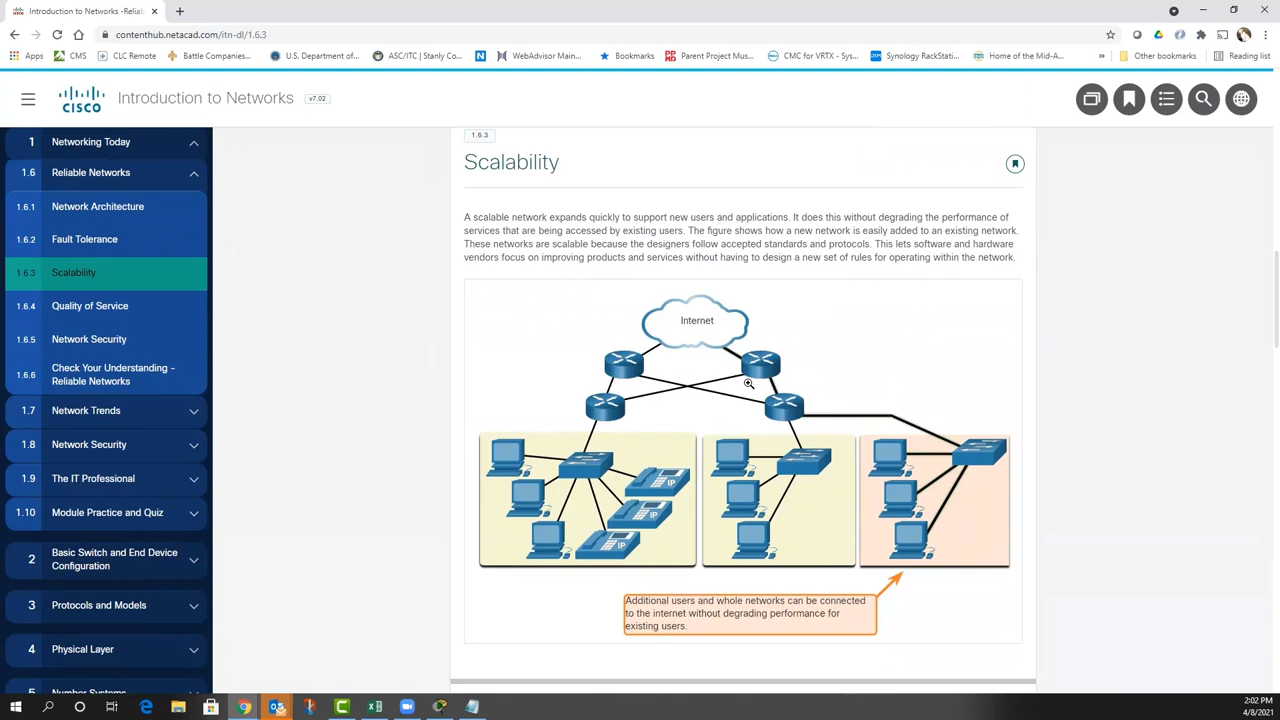 Introduction to Networks -Reliab
contenthub.netacad.com/itn-dl/1.6.3
Apps
CMS
CLC Remote
Battle Companies...
U.S. Department of...
ASC/ITC | Stanly Co...
WebAdvisor Main...
Bookmarks
Parent Project Mus...
CMC for VRTX - Sys...
Synology RackStati...
Home of the Mid-A...
»
Other bookmarks
Reading list
CISCO
Introduction to Networks
v7.02
1 Networking Today
1.6 Reliable Networks
1.6.1 Network Architecture
1.6.2 Fault Tolerance
1.6.3 Scalability
1.6.4 Quality of Service
1.6.5 Network Security
1.6.6 Check Your Understanding -
Reliable Networks
1.7 Network Trends
1.8 Network Security
1.9 The IT Professional
1.10 Module Practice and Quiz
2 Basic Switch and End Device
Configuration
3 Protocols and Models
4 Physical Layer
5 Number Systems
1.6.3
Scalability
A scalable network expands quickly to support new users and applications. It does this without degrading the performance of
services that are being accessed by existing users. The figure shows how a new network is easily added to an existing network.
These networks are scalable because the designers follow accepted standards and protocols. This lets software and hardware
vendors focus on improving products and services without having to design a new set of rules for operating within the network.
Internet
IP
IP
IP
Additional users and whole networks can be connected
to the internet without degrading performance for
existing users.
2:02 PM
4/8/2021